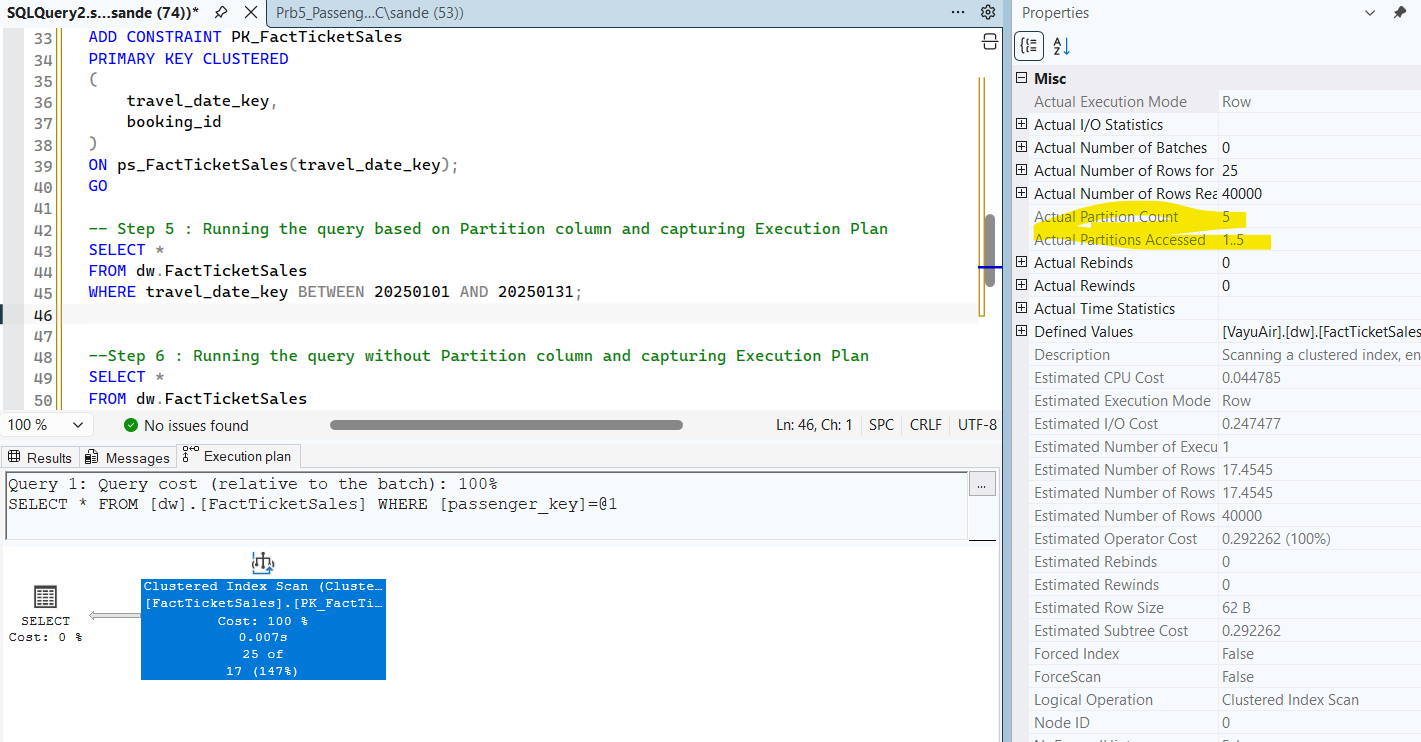 SQLQuery2.s...sande (74))*
Prb5_Passeng...C\sande (53))
33 ADD CONSTRAINT PK_FactTicketSales
34 PRIMARY KEY CLUSTERED
35 (
36 travel_date_key,
37 booking_id
38 )
39 ON ps_FactTicketSales(travel_date_key);
40 GO
41
42 -- Step 5 : Running the query based on Partition column and capturing Execution Plan
43 SELECT *
44 FROM dw.FactTicketSales
45 WHERE travel_date_key BETWEEN 20250101 AND 20250131;
46
47
48 --Step 6 : Running the query without Partition column and capturing Execution Plan
49 SELECT *
50 FROM dw.FactTicketSales
100 % No issues found Ln: 46, Ch: 1 SPC CRLF UTF-8
Results Messages Execution plan
Query 1: Query cost (relative to the batch): 100%
SELECT * FROM [dw].[FactTicketSales] WHERE [passenger_key]=@1
...
SELECT
Cost: 0 %
Clustered Index Scan (Cluste…
[FactTicketSales].[PK_FactTi…
Cost: 100 %
0.007s
25 of
17 (147%)
Properties
Misc
Actual Execution Mode Row
Actual I/O Statistics
Actual Number of Batches 0
Actual Number of Rows for 25
Actual Number of Rows Rea 40000
Actual Partition Count 5
Actual Partitions Accessed 1..5
Actual Rebinds 0
Actual Rewinds 0
Actual Time Statistics
Defined Values [VayuAir].[dw].[FactTicketSales
Description Scanning a clustered index, en
Estimated CPU Cost 0.044785
Estimated Execution Mode Row
Estimated I/O Cost 0.247477
Estimated Number of Execu 1
Estimated Number of Rows 17.4545
Estimated Number of Rows 17.4545
Estimated Number of Rows 40000
Estimated Operator Cost 0.292262 (100%)
Estimated Rebinds 0
Estimated Rewinds 0
Estimated Row Size 62 B
Estimated Subtree Cost 0.292262
Forced Index False
ForceScan False
Logical Operation Clustered Index Scan
Node ID 0